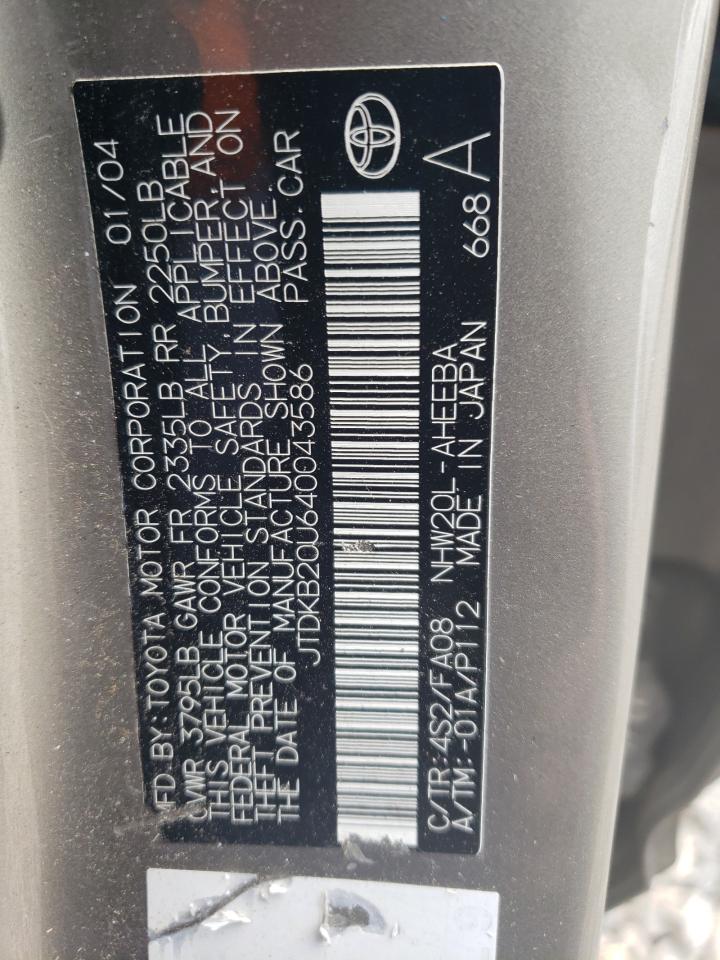 MFD BY: TOYOTA MOTOR CORPORATION 01/04
GVWR 3795LB GAWR FR 2335LB RR 2250LB
THIS VEHICLE CONFORMS TO ALL APPLICABLE
FEDERAL MOTOR VEHICLE SAFETY, BUMPER, AND
THEFT PREVENTION STANDARDS IN EFFECT ON
THE DATE OF MANUFACTURE SHOWN ABOVE.
JTDKB20U640043586 PASS. CAR
C/TR: 4S2/FA08 NHW20L-AHEEBA
A/TM: -01A/P112 MADE IN JAPAN 668 A